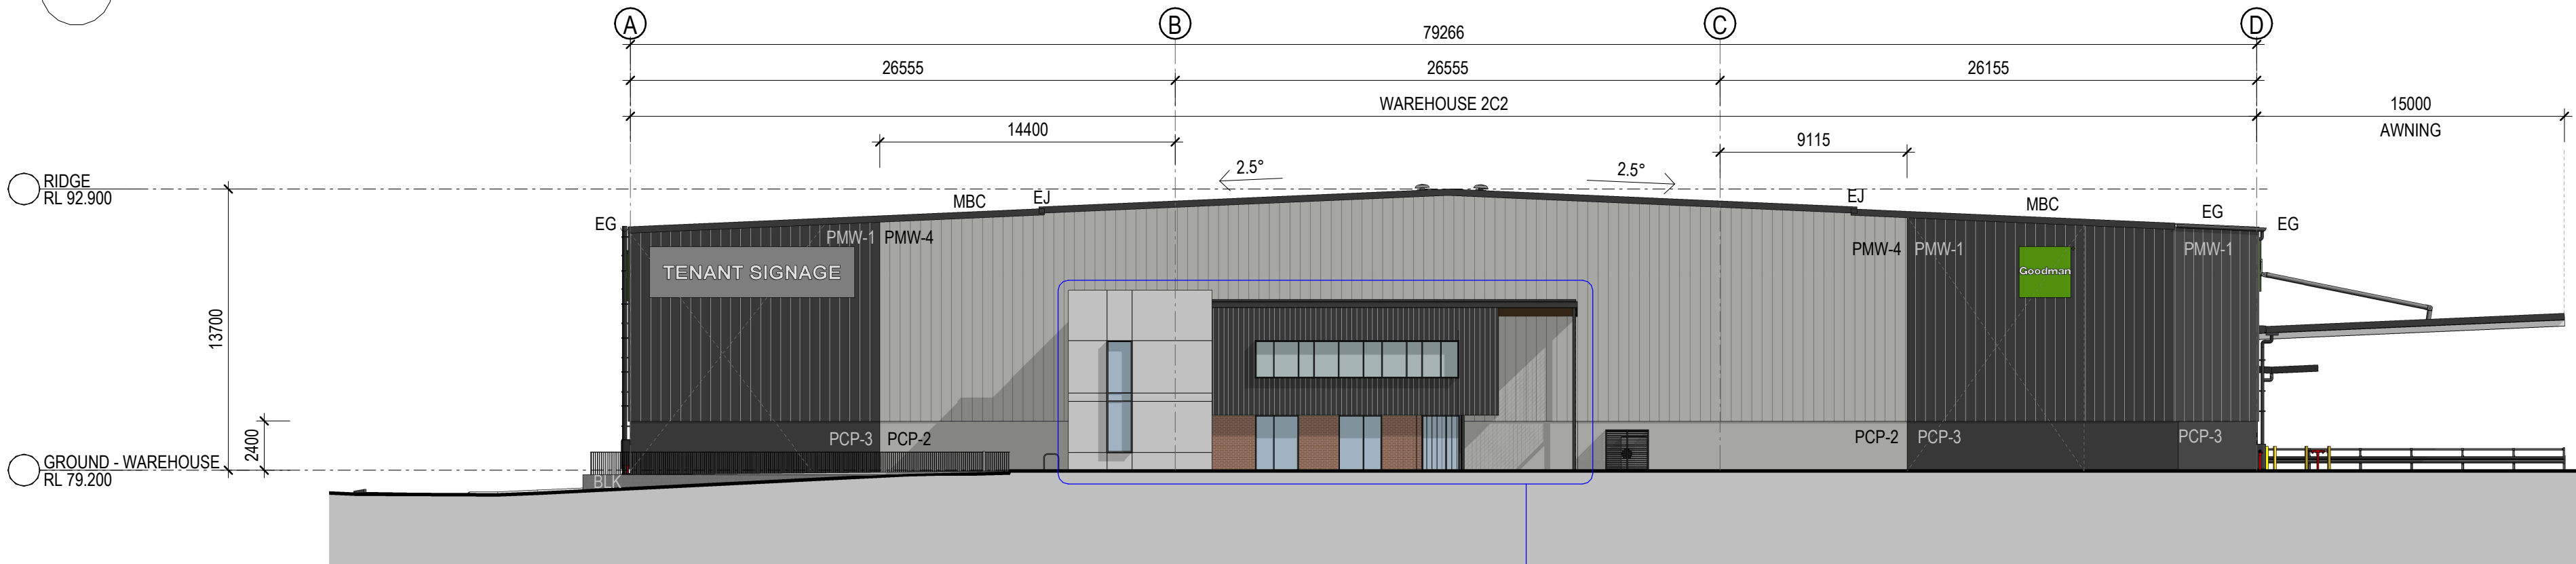 A
B
C
D
79266
26555
26555
26155
WAREHOUSE 2C2
15000
AWNING
14400
9115
2.5°
2.5°
RIDGE
RL 92.900
MBC
EJ
EJ
MBC
EG
EG
EG
PMW-1
PMW-4
PMW-4
PMW-1
PMW-1
TENANT SIGNAGE
Goodman
13700
2400
PCP-3
PCP-2
PCP-2
PCP-3
PCP-3
GROUND - WAREHOUSE
RL 79.200
BLK